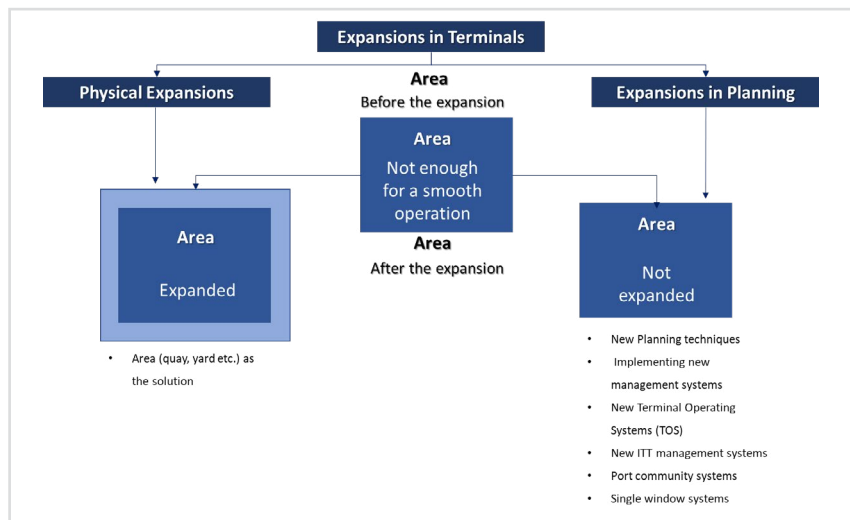 Expansions in Terminals
Physical Expansions
Area
Before the expansion
Expansions in Planning
Area
Not enough
for a smooth
operation
Area
After the expansion
Area
Expanded
Area
Not
expanded
• Area (quay, yard etc.) as
the solution
• New Planning techniques
• Implementing new
management systems
• New Terminal Operating
Systems (TOS)
• New ITT management systems
• Port community systems
• Single window systems